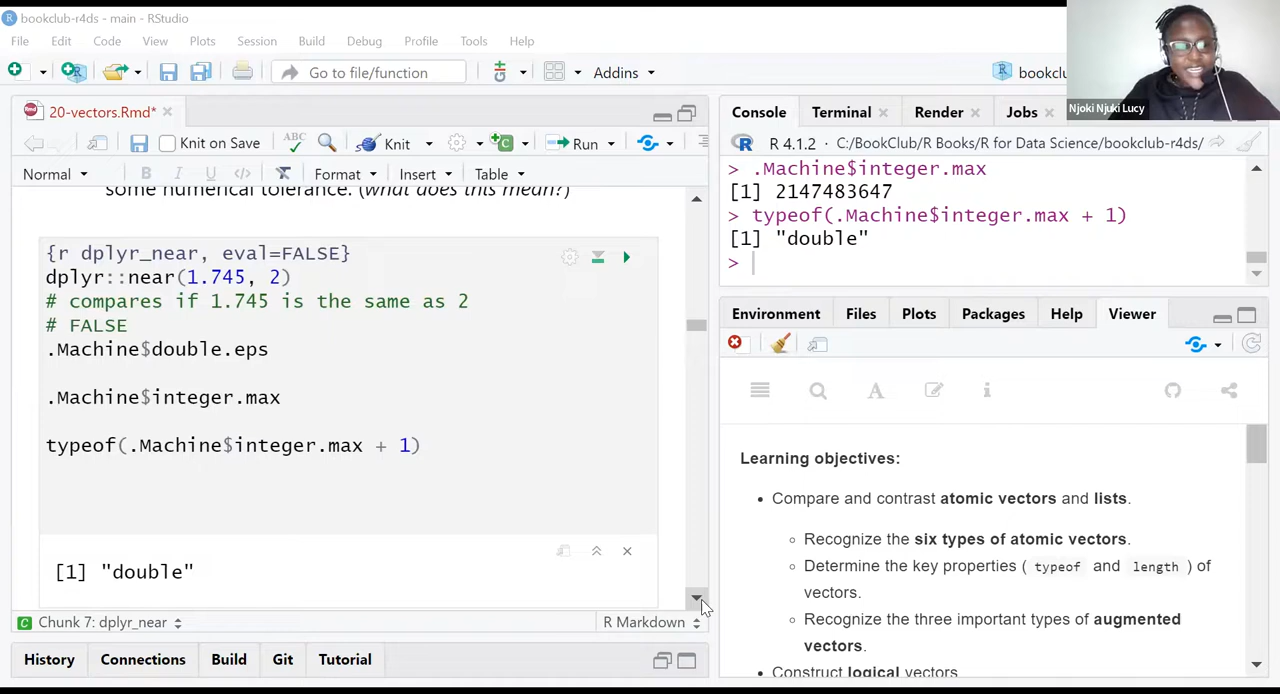 bookclub-r4ds - main - RStudio
File Edit Code View Plots Session Build Debug Profile Tools Help
Go to file/function Addins
20-vectors.Rmd*
Knit on Save ABC Knit Run
Normal B I U </> Format Insert Table
some numerical tolerance. (what does this mean?)
{r dplyr_near, eval=FALSE}
dplyr::near(1.745, 2)
# compares if 1.745 is the same as 2
# FALSE
.Machine$double.eps
.Machine$integer.max
typeof(.Machine$integer.max + 1)
[1] "double"
Chunk 7: dplyr_near R Markdown
History Connections Build Git Tutorial
bookclu
Njoki Njuki Lucy
Console Terminal Render Jobs
R 4.1.2 · C:/BookClub/R Books/R for Data Science/bookclub-r4ds/
> .Machine$integer.max
[1] 2147483647
> typeof(.Machine$integer.max + 1)
[1] "double"
>
Environment Files Plots Packages Help Viewer
Learning objectives:
• Compare and contrast atomic vectors and lists.
◦ Recognize the six types of atomic vectors.
◦ Determine the key properties ( typeof and length ) of
vectors.
◦ Recognize the three important types of augmented
vectors.
• Construct logical vectors